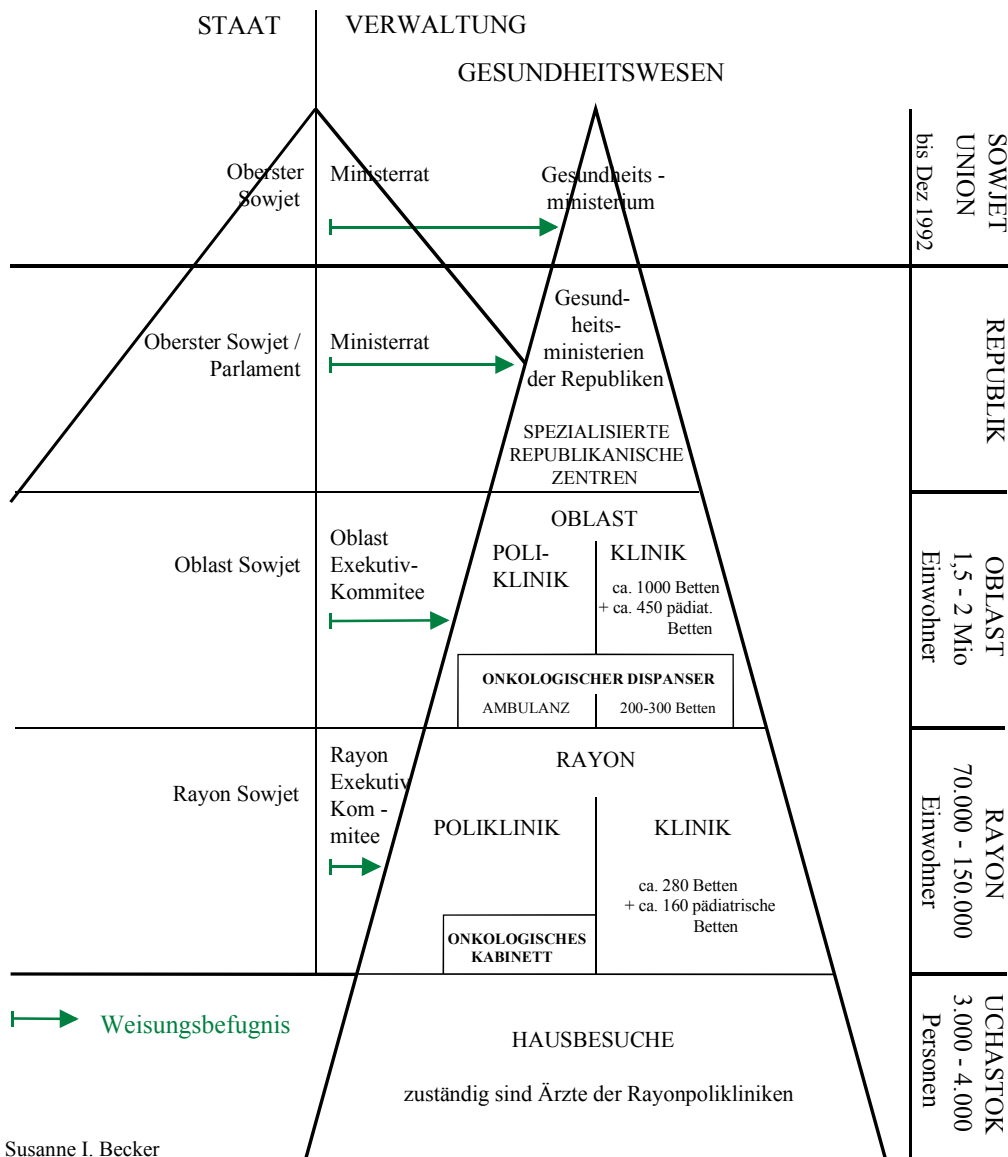 STAAT
VERWALTUNG
GESUNDHEITSWESEN
Oberster
Sowjet
Ministerrat
Gesundheits -
ministerium
SOWJET
UNION
bis Dez 1992
Oberster Sowjet /
Parlament
Ministerrat
Gesund-
heits-
ministerien
der Republiken
SPEZIALISIERTE
REPUBLIKANISCHE
ZENTREN
REPUBLIK
Oblast Sowjet
Oblast
Exekutiv-
Kommitee
OBLAST
POLI-
KLINIK
KLINIK
ca. 1000 Betten
+ ca. 450 pädiat.
Betten
ONKOLOGISCHER DISPANSER
AMBULANZ
200-300 Betten
OBLAST
1,5 - 2 Mio
Einwohner
Rayon Sowjet
Rayon
Exekutiv
Kom -
mitee
RAYON
POLIKLINIK
KLINIK
ca. 280 Betten
+ ca. 160 pädiatrische
Betten
ONKOLOGISCHES
KABINETT
RAYON
70.000 - 150.000
Einwohner
Weisungsbefugnis
HAUSBESUCHE
zuständig sind Ärzte der Rayonpolikliniken
UCHASTOK
3.000 - 4.000
Personen
Susanne I. Becker